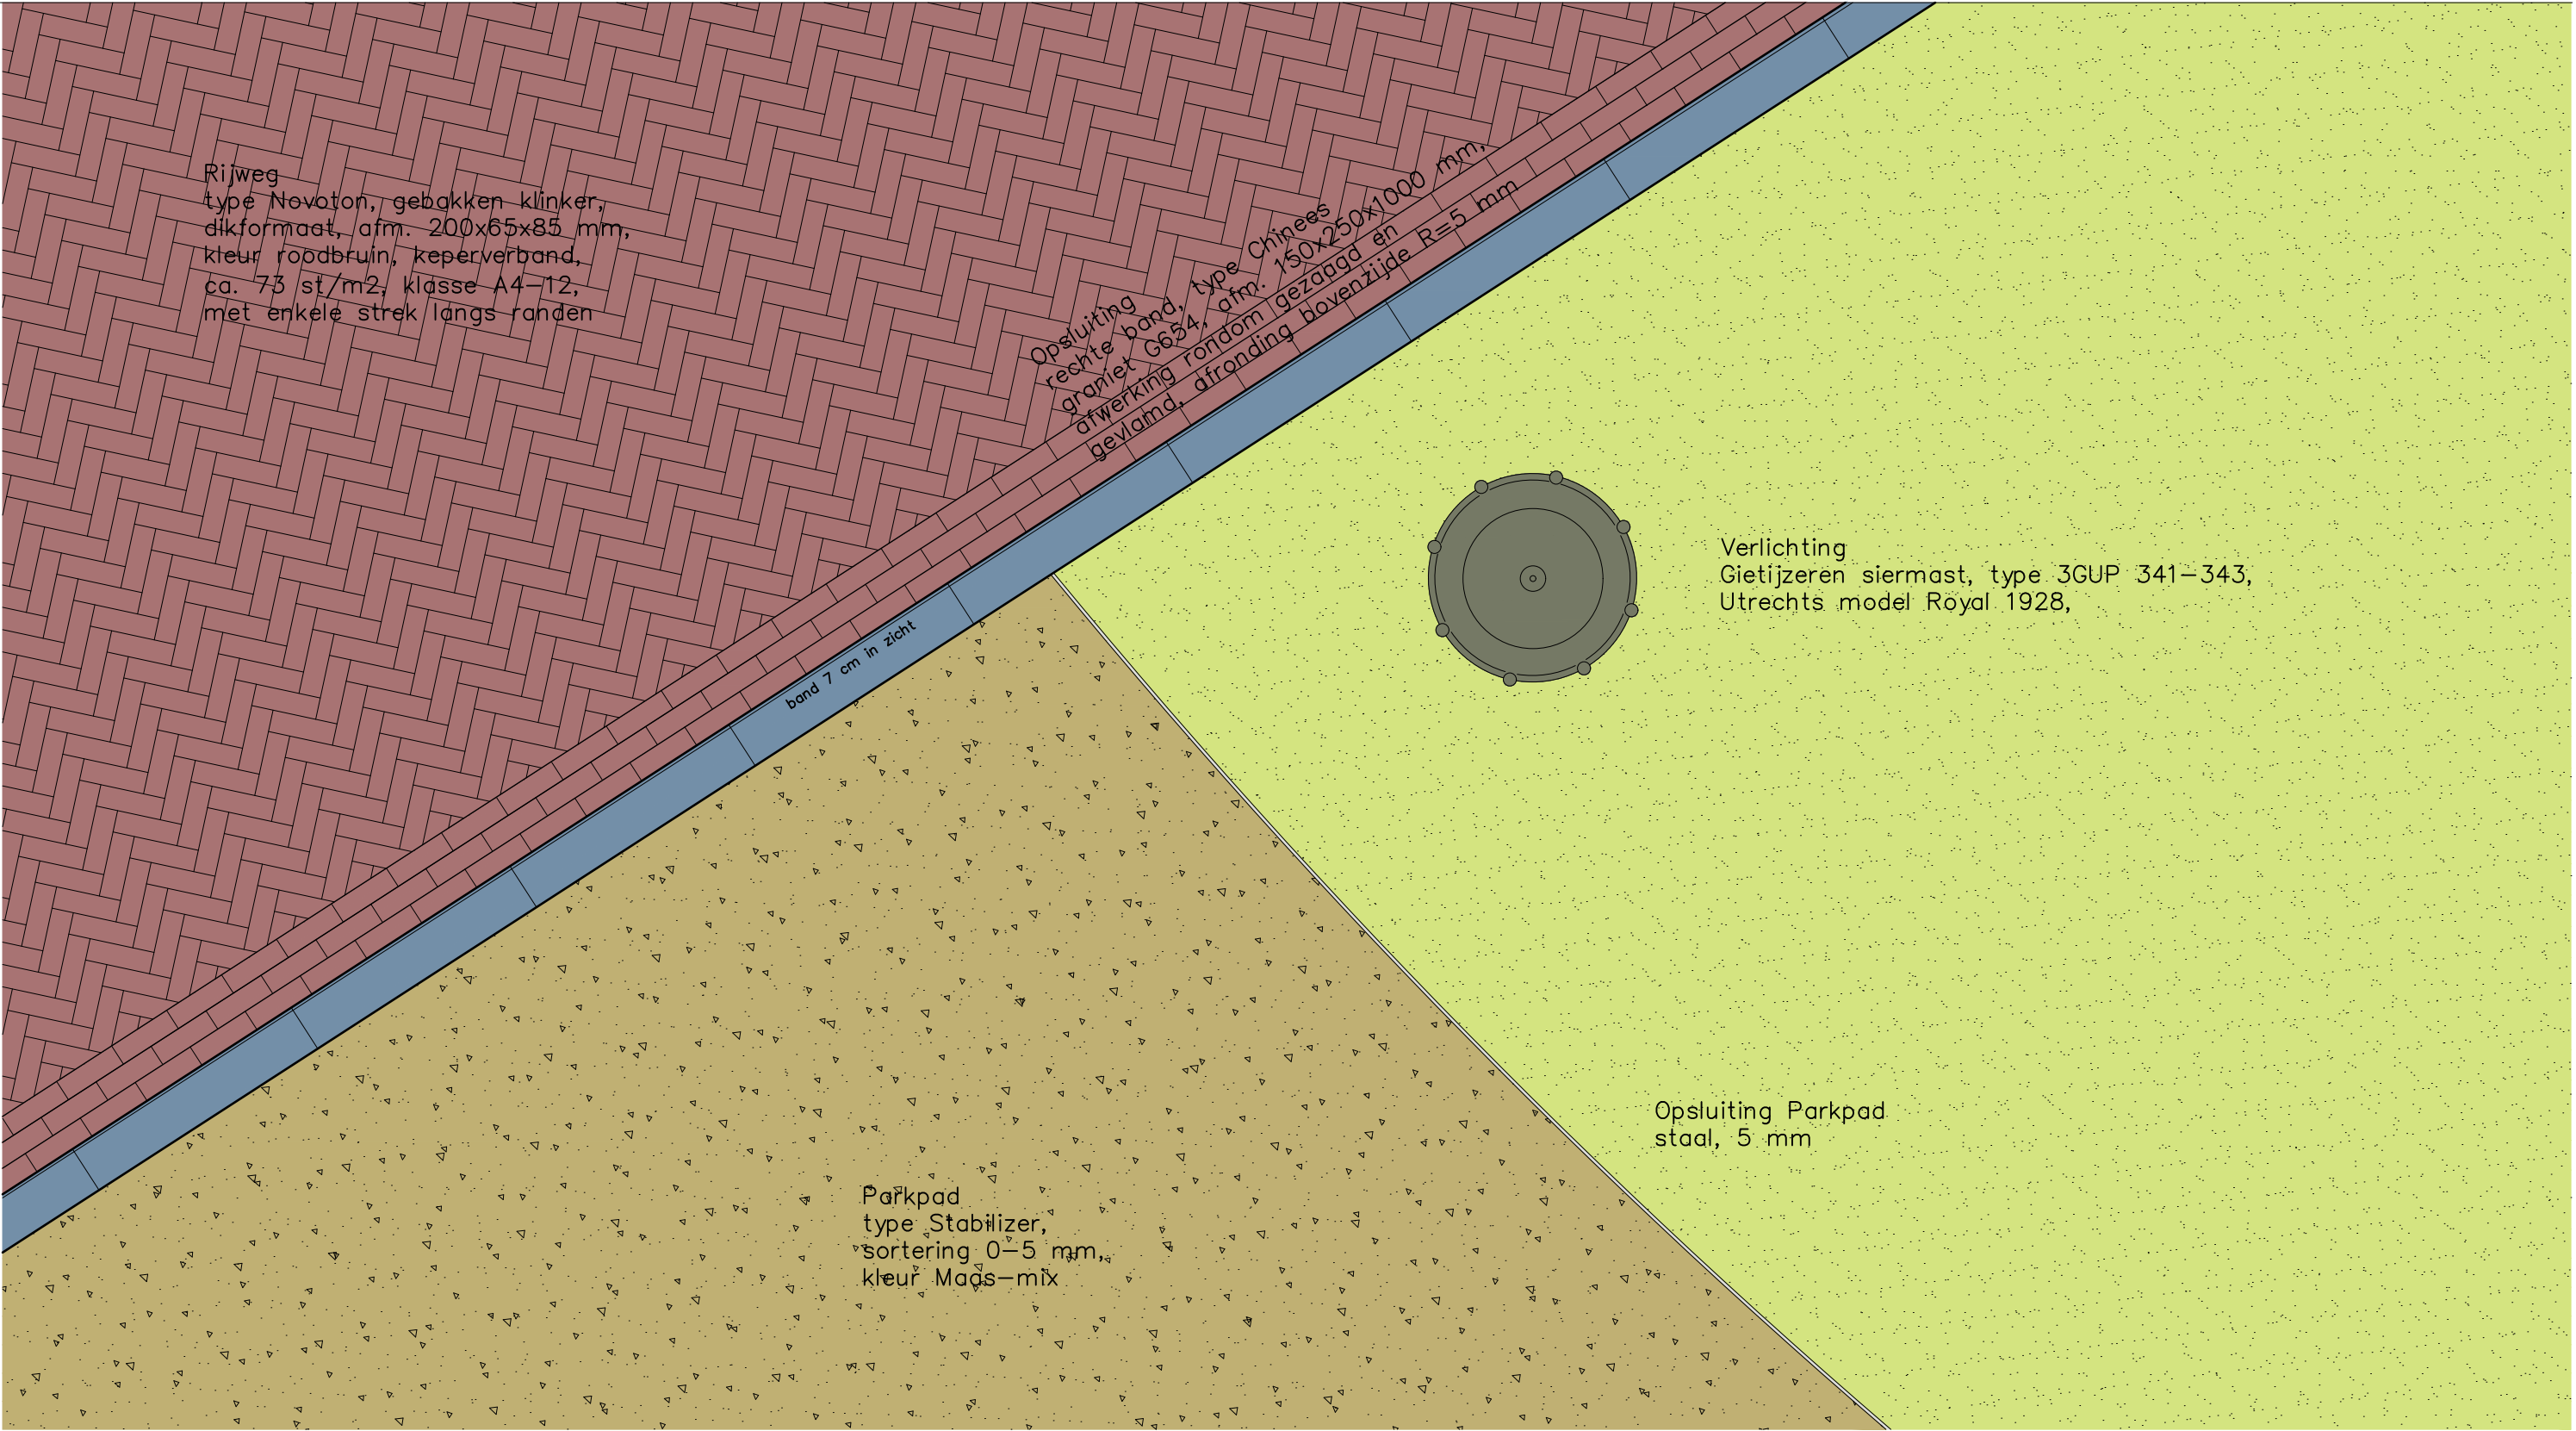 Rijweg
type Novoton, gebakken klinker,
dikformaat, afm. 200x65x85 mm,
kleur roodbruin, keperverband,
ca. 73 st/m2, klasse A4-12,
met enkele strek langs randen
Opsluiting
rechte band, type Chinees
graniet G654, afm. 150x250x1000 mm,
afwerking rondom gezaagd en
gevlamd, afronding bovenzijde R=5 mm
band 7 cm in zicht
Verlichting
Gietijzeren siermast, type 3GUP 341-343,
Utrechts model Royal 1928,
Opsluiting Parkpad
staal, 5 mm
Parkpad
type Stabilizer,
sortering 0-5 mm,
kleur Maas-mix